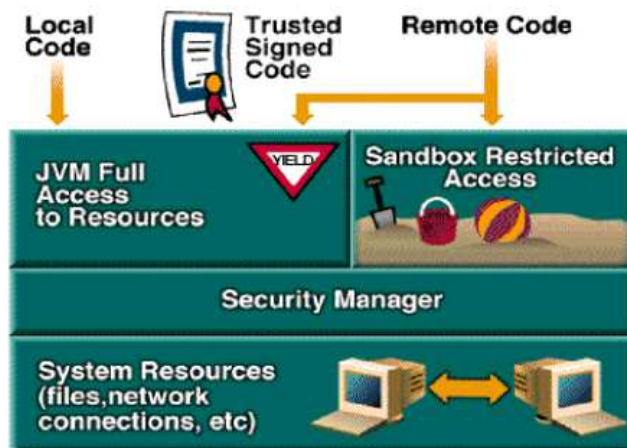 Local
Code
Trusted
Signed
Code
Remote Code
JVM Full
Access
to Resources
YIELD
Sandbox Restricted
Access
Security Manager
System Resources
(files,network
connections, etc)